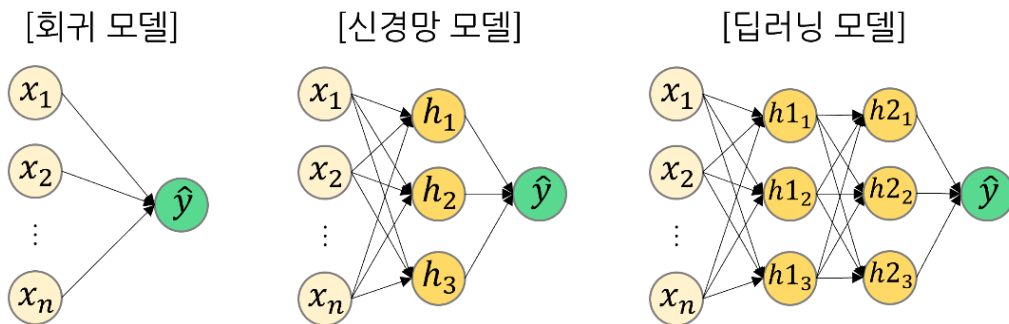 [회귀 모델]
x₁
x₂
⋮
xₙ
ŷ
[신경망 모델]
x₁
x₂
⋮
xₙ
h₁
h₂
h₃
ŷ
[딥러닝 모델]
x₁
x₂
⋮
xₙ
h1₁
h1₂
h1₃
h2₁
h2₂
h2₃
ŷ